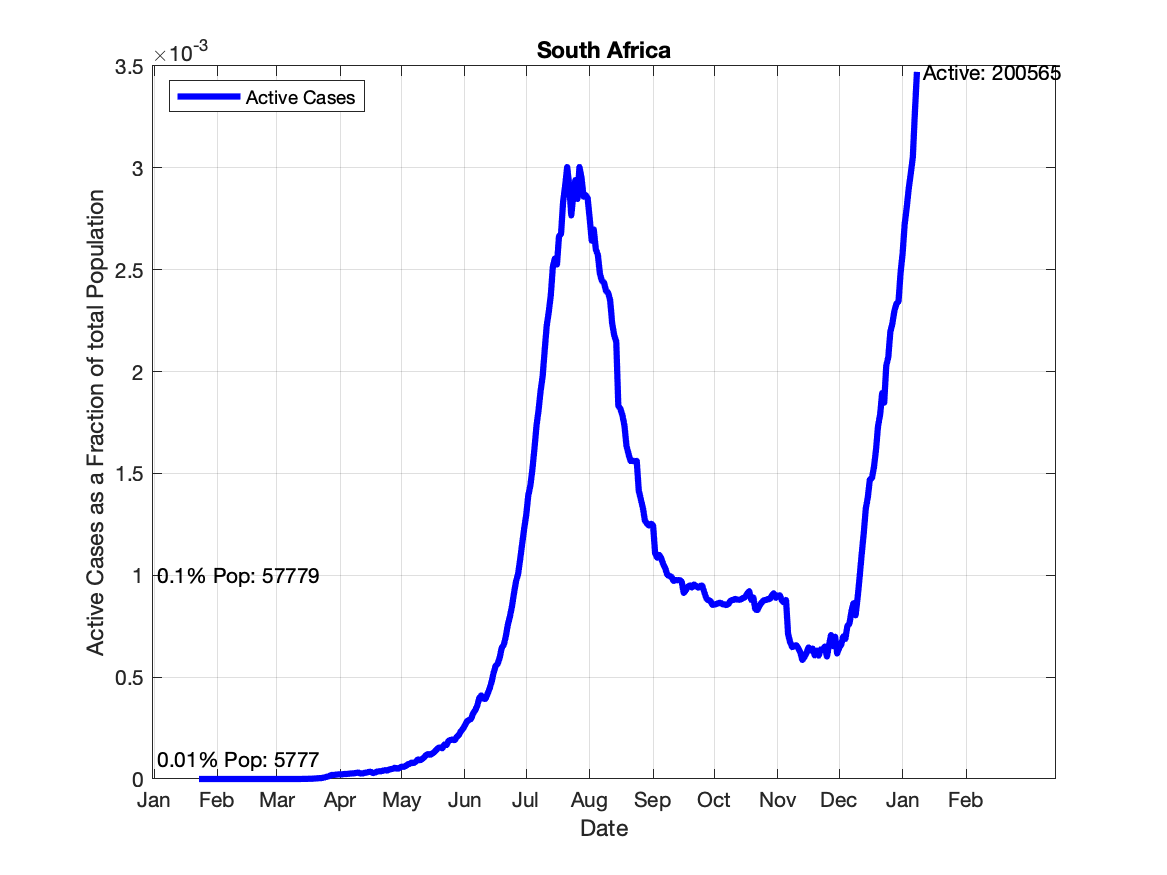 South Africa
×10-3
3.5
3
2.5
2
1.5
1
0.5
0
Active Cases as a Fraction of total Population
Active Cases
Active: 200565
0.1% Pop: 57779
0.01% Pop: 5777
Jan Feb Mar Apr May Jun Jul Aug Sep Oct Nov Dec Jan Feb
Date